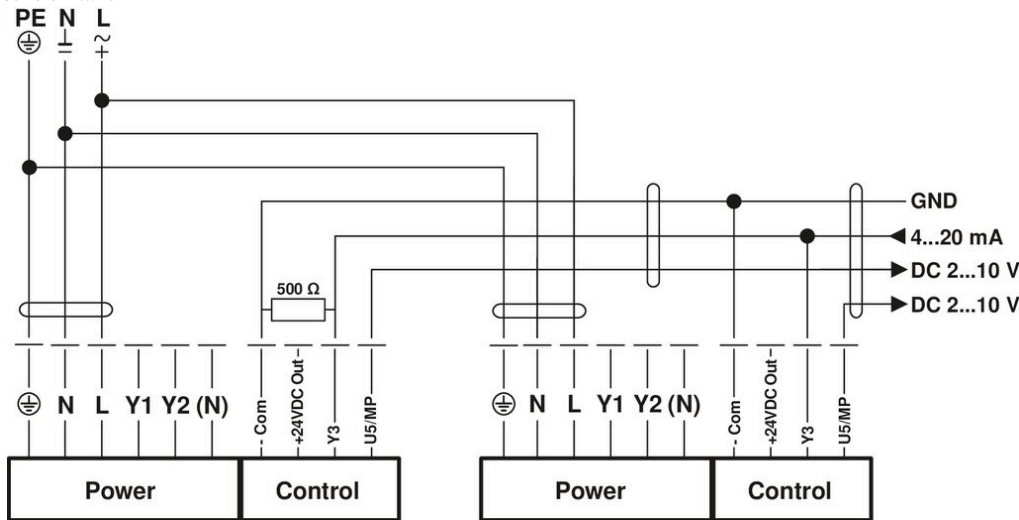 PE N L
~
+
GND
4...20 mA
DC 2...10 V
500 Ω
DC 2...10 V
N L Y1 Y2 (N)
- Com
+24VDC Out -
Y3
U5/MP
N L Y1 Y2 (N)
- Com
+24VDC Out -
Y3
U5/MP
Power
Control
Power
Control